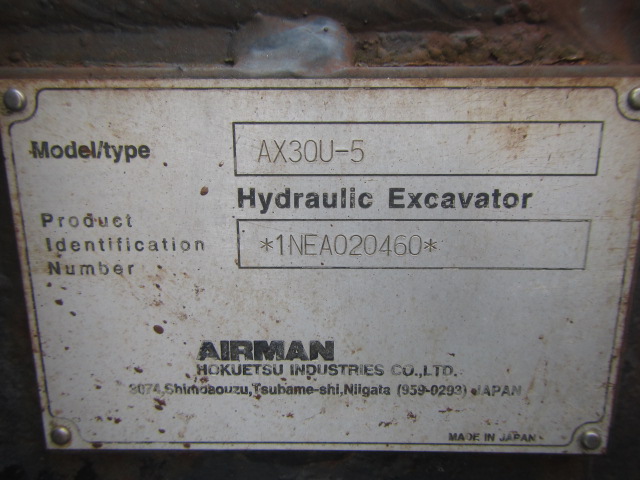 Model/type AX30U-5
Hydraulic Excavator
Product
Identification
Number
*1NEA020460*
AIRMAN
HOKUETSU INDUSTRIES CO.,LTD.
3074,Shimosouzu,Tsubame-shi,Niigata (959-0293) JAPAN
MADE IN JAPAN